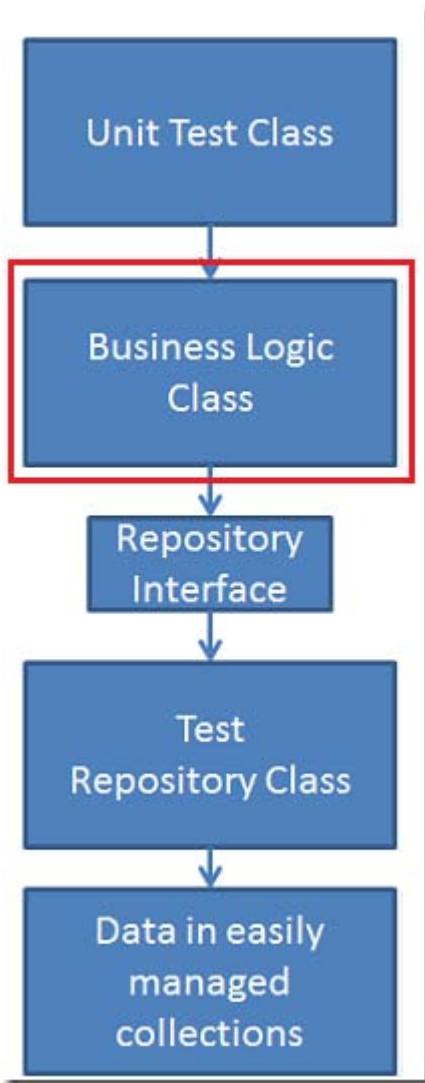 Unit Test Class
Business Logic
Class
Repository
Interface
Test
Repository Class
Data in easily
managed
collections